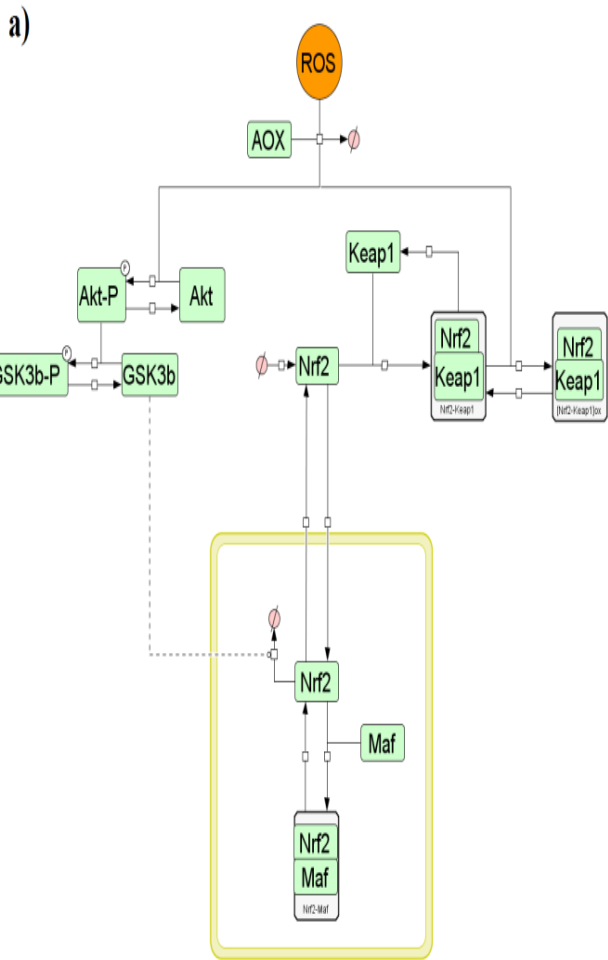 a)
ROS
AOX
Keap1
P
Akt-P
Akt
Nrf2
Keap1
Nrf2-Keap1
Nrf2
Keap1
[Nrf2-Keap1]ox
P
GSK3b-P
GSK3b
Nrf2
Nrf2
Maf
Nrf2
Maf
Nrf2-Maf